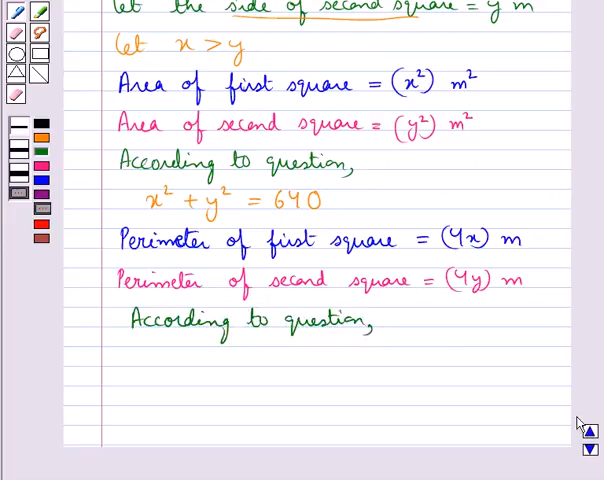 Let the side of second square = y m
Let x > y
Area of first square = (x²) m²
Area of second square = (y²) m²
According to question,
x² + y² = 640
Perimeter of first square = (4x) m
Perimeter of second square = (4y) m
According to question,